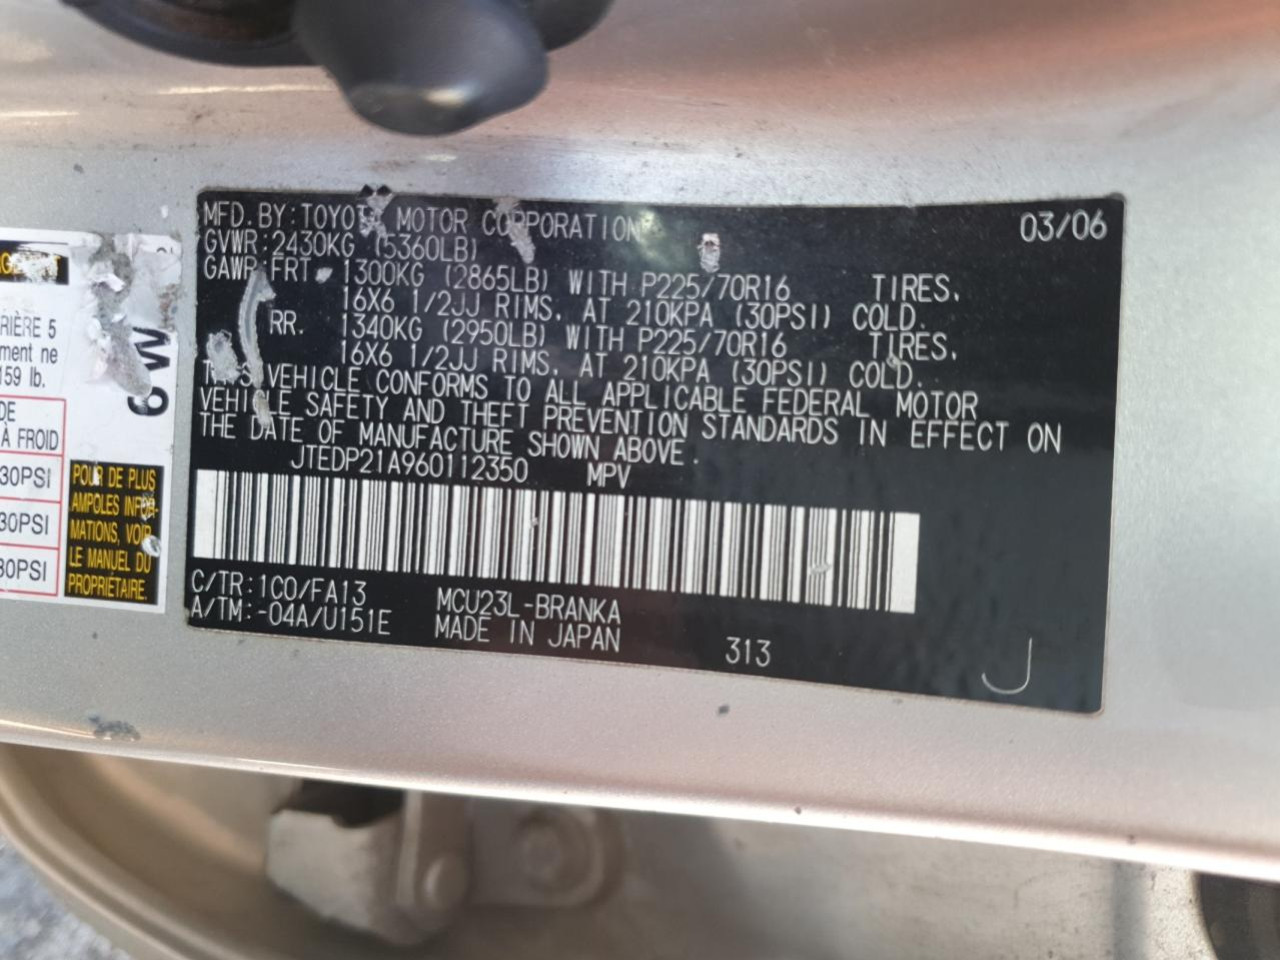 MFD. BY: TOYOTA MOTOR CORPORATION 03/06
GVWR: 2430KG (5360LB)
GAWR: FRT. 1300KG (2865LB) WITH P225/70R16 TIRES.
16X6 1/2JJ RIMS. AT 210KPA (30PSI) COLD.
RR. 1340KG (2950LB) WITH P225/70R16 TIRES.
16X6 1/2JJ RIMS. AT 210KPA (30PSI) COLD.
THIS VEHICLE CONFORMS TO ALL APPLICABLE FEDERAL MOTOR
VEHICLE SAFETY AND THEFT PREVENTION STANDARDS IN EFFECT ON
THE DATE OF MANUFACTURE SHOWN ABOVE.
JTEDP21A960112350 MPV
C/TR: 1C0/FA13 MCU23L-BRANKA
A/TM: -04A/U151E MADE IN JAPAN 313
J
RIÈRE 5
ment ne
159 lb.
DE
À FROID
30PSI
30PSI
30PSI
6W
POUR DE PLUS
AMPLES INFOR-
MATIONS, VOIR
LE MANUEL DU
PROPRIÉTAIRE.